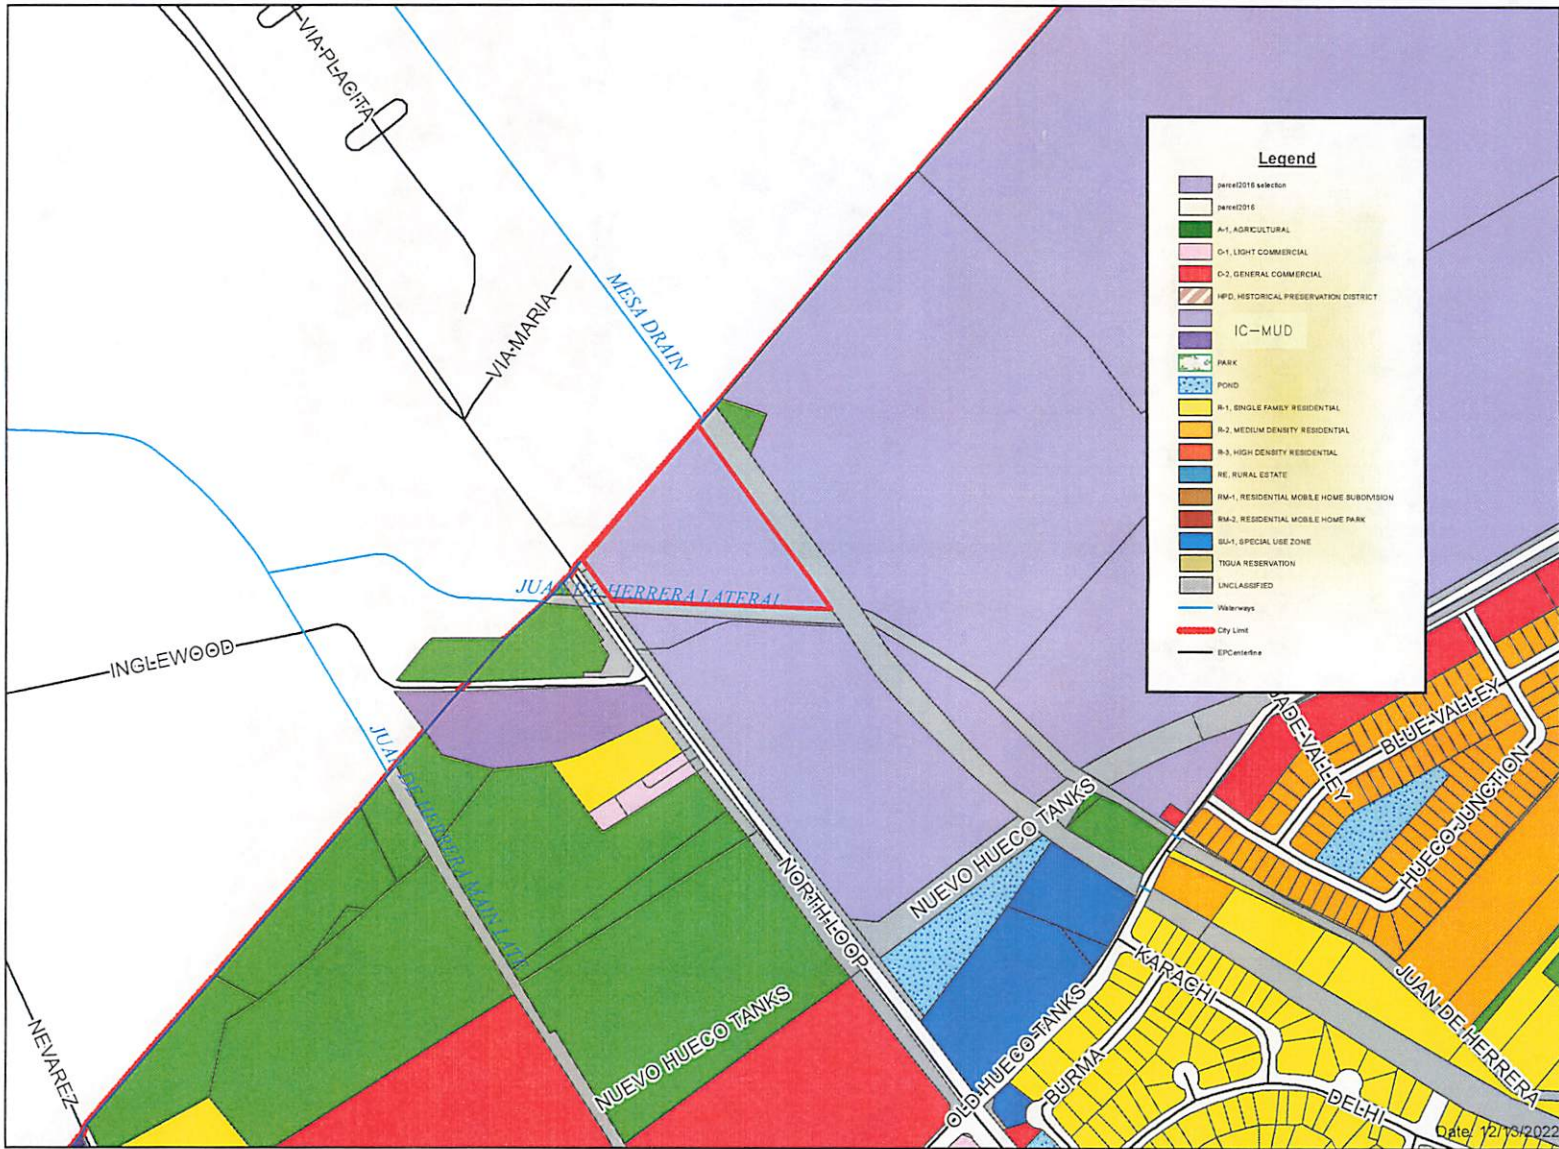 VIA PLACITA
MESA DRAIN
VIA MARIA
JUAN DE HERRERA LATERAL
INGLEWOOD
JUAN DE HERRERA MAIN LATE
NORTH LOOP
NUEVO HUECO TANKS
NUEVO HUECO TANKS
NEVAREZ
OLD HUECO TANKS
BURMA
KARACHI
DELHI
JUAN DE HERRERA
HUECO JUNCTION
BLUE VALLEY
JADE VALLEY
Legend
parcel2016 selection
parcel2016
A-1, AGRICULTURAL
C-1, LIGHT COMMERCIAL
C-2, GENERAL COMMERCIAL
HPD, HISTORICAL PRESERVATION DISTRICT
IC-MUD
PARK
POND
R-1, SINGLE FAMILY RESIDENTIAL
R-2, MEDIUM DENSITY RESIDENTIAL
R-3, HIGH DENSITY RESIDENTIAL
RE, RURAL ESTATE
RM-1, RESIDENTIAL MOBILE HOME SUBDIVISION
RM-2, RESIDENTIAL MOBILE HOME PARK
SU-1, SPECIAL USE ZONE
TIGUA RESERVATION
UNCLASSIFIED
Waterways
City Limit
EPCenterline
Date: 12/13/2022